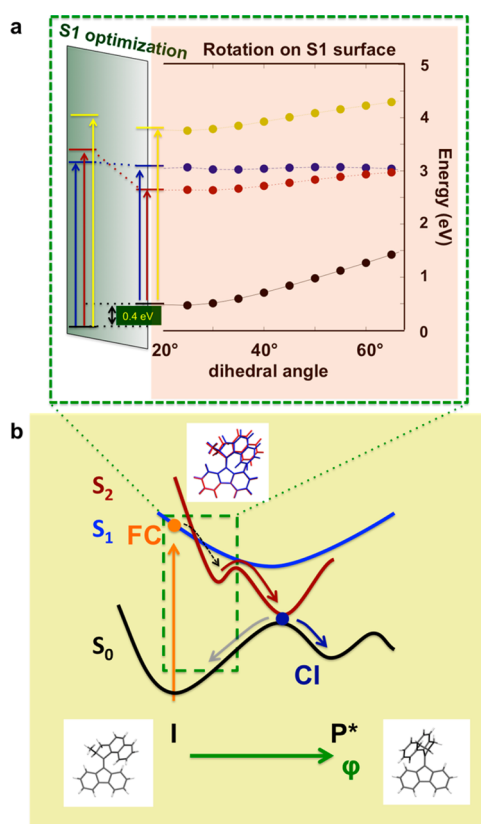 a
S1 optimization
Rotation on S1 surface
5
4
3
2
1
0
Energy (eV)
0.4 eV
20° 40° 60°
dihedral angle
b
S2
S1
FC
S0
CI
I P*
φ